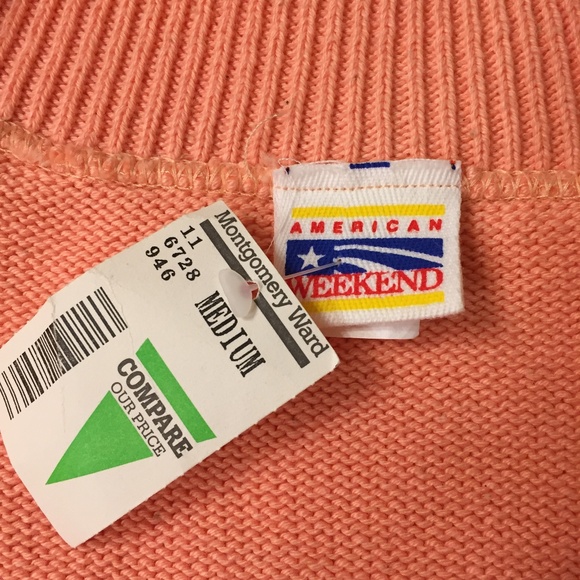 AMERICAN
WEEKEND
Montgomery Ward
11
6728
946
MEDIUM
COMPARE
OUR PRICE